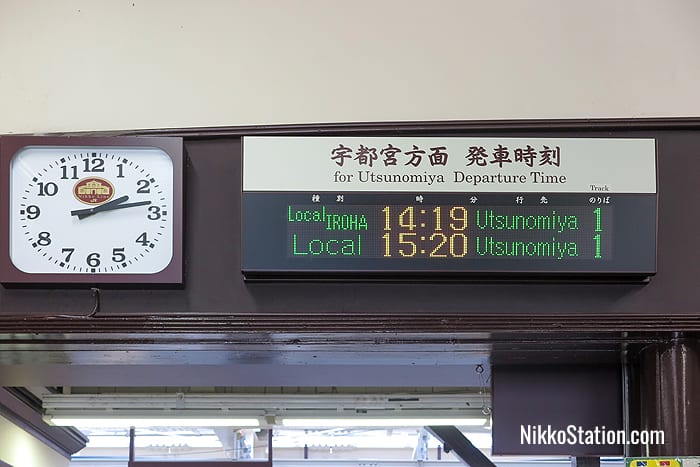 宇都宮方面 発車時刻
for Utsunomiya Departure Time
Track
種別 時 分 行先 のりば
Local IROHA 14:19 Utsunomiya 1
Local 15:20 Utsunomiya 1
12
1
2
3
4
5
6
7
8
9
10
11
NikkoStation.com